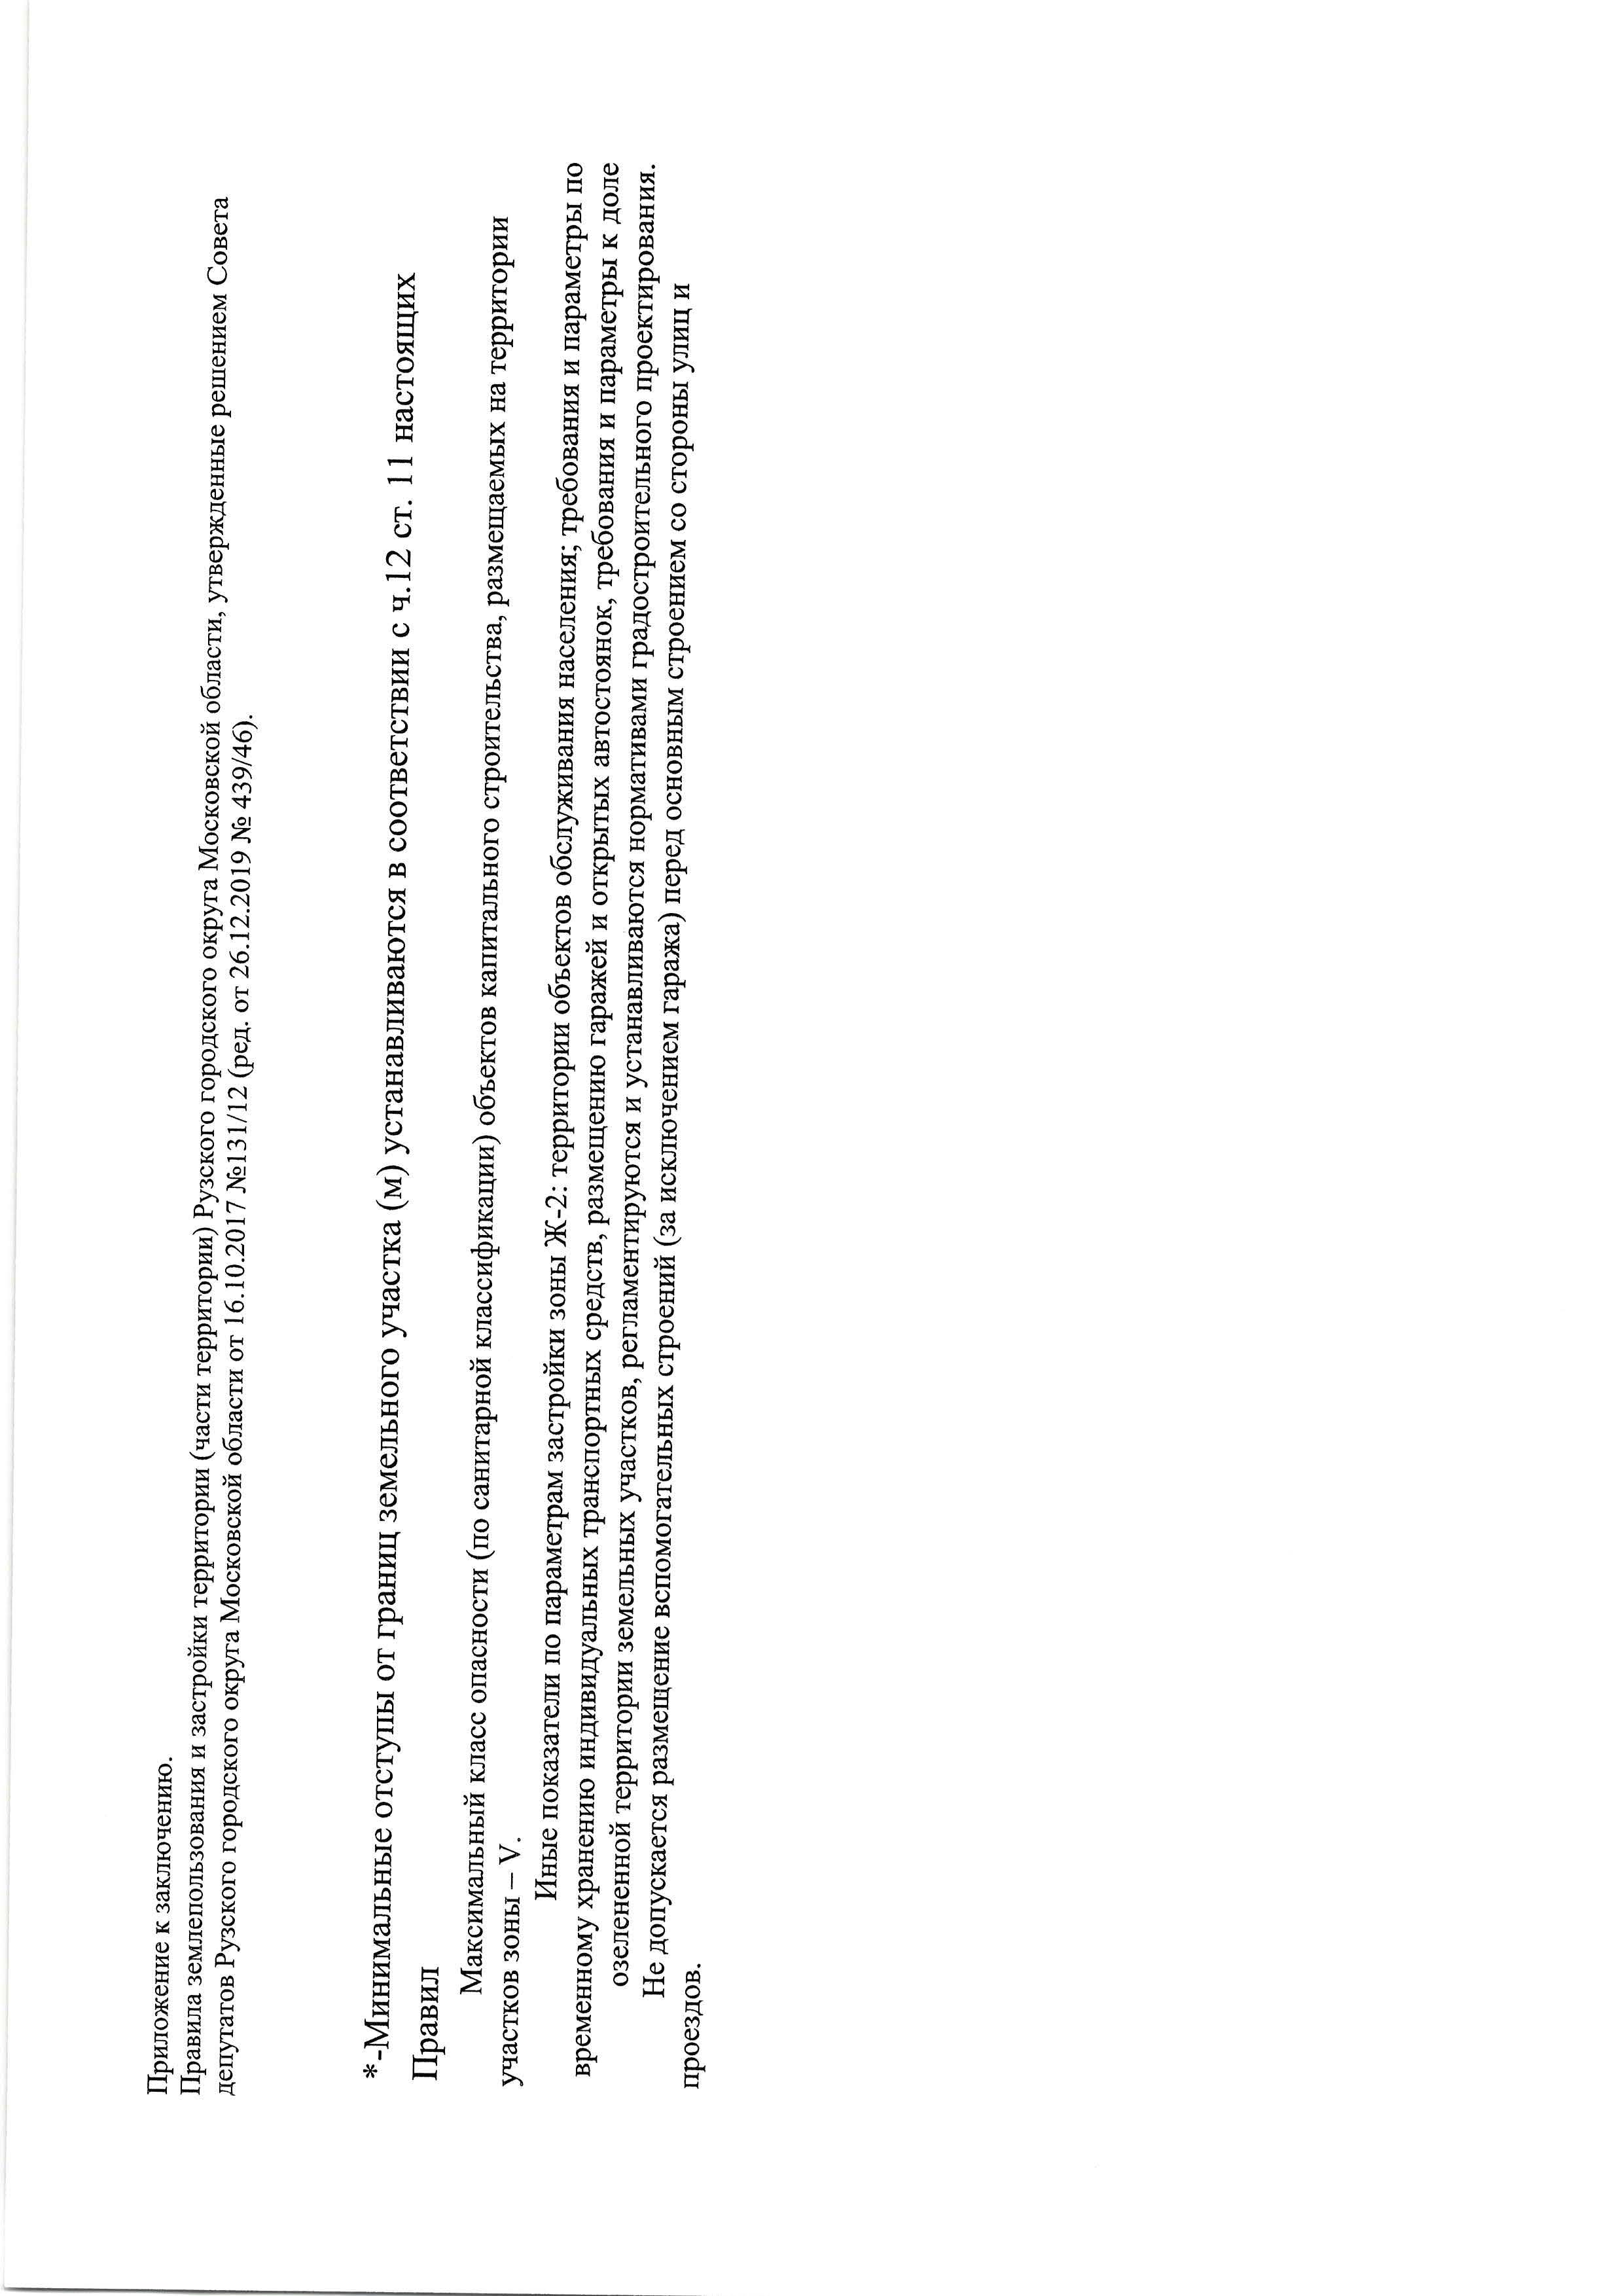 Приложение к заключению.
Правила землепользования и застройки территории (части территории) Рузского городского округа Московской области, утвержденные решением Совета
депутатов Рузского городского округа Московской области от 16.10.2017 №131/12 (ред. от 26.12.2019 № 439/46).
*-Минимальные отступы от границ земельного участка (м) устанавливаются в соответствии с ч.12 ст. 11 настоящих
Правил
Максимальный класс опасности (по санитарной классификации) объектов капитального строительства, размещаемых на территории
участков зоны – V.
Иные показатели по параметрам застройки зоны Ж-2: территории объектов обслуживания населения; требования и параметры по
временному хранению индивидуальных транспортных средств, размещению гаражей и открытых автостоянок, требования и параметры к доле
озелененной территории земельных участков, регламентируются и устанавливаются нормативами градостроительного проектирования.
Не допускается размещение вспомогательных строений (за исключением гаража) перед основным строением со стороны улиц и
проездов.